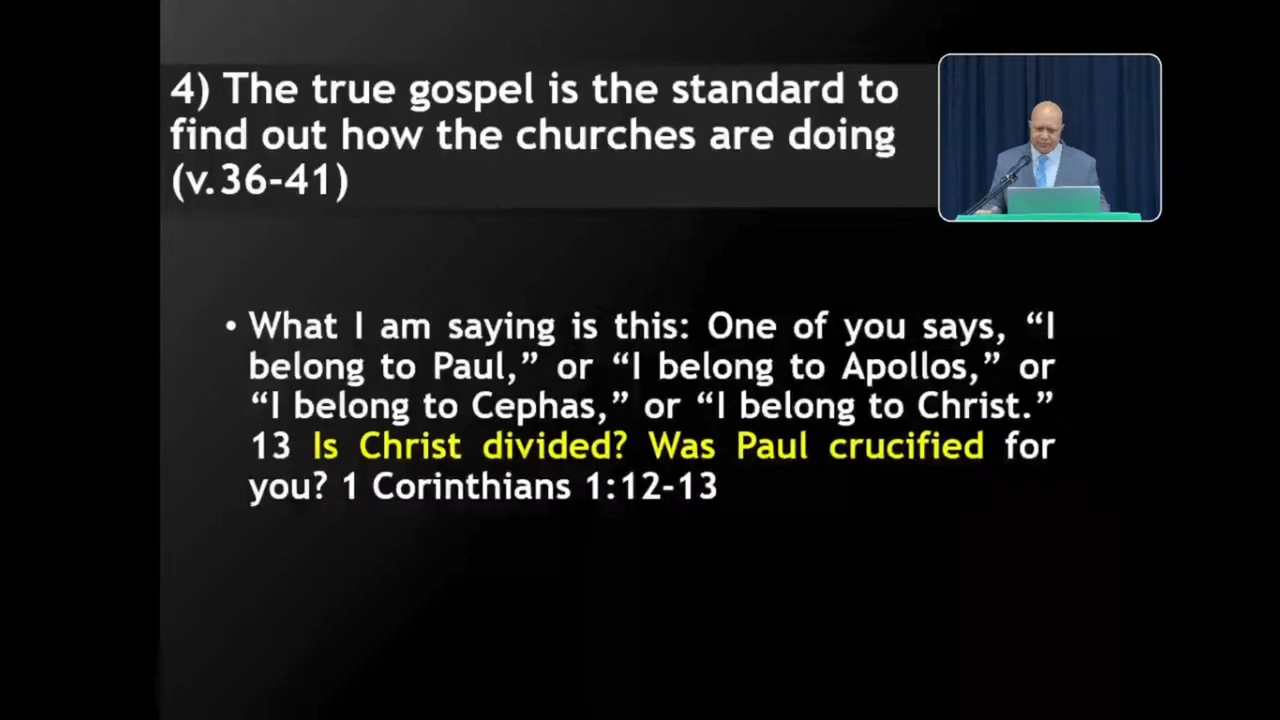 4) The true gospel is the standard to
find out how the churches are doing
(v.36-41)
• What I am saying is this: One of you says, “I
belong to Paul,” or “I belong to Apollos,” or
“I belong to Cephas,” or “I belong to Christ.”
13 Is Christ divided? Was Paul crucified for
you? 1 Corinthians 1:12-13